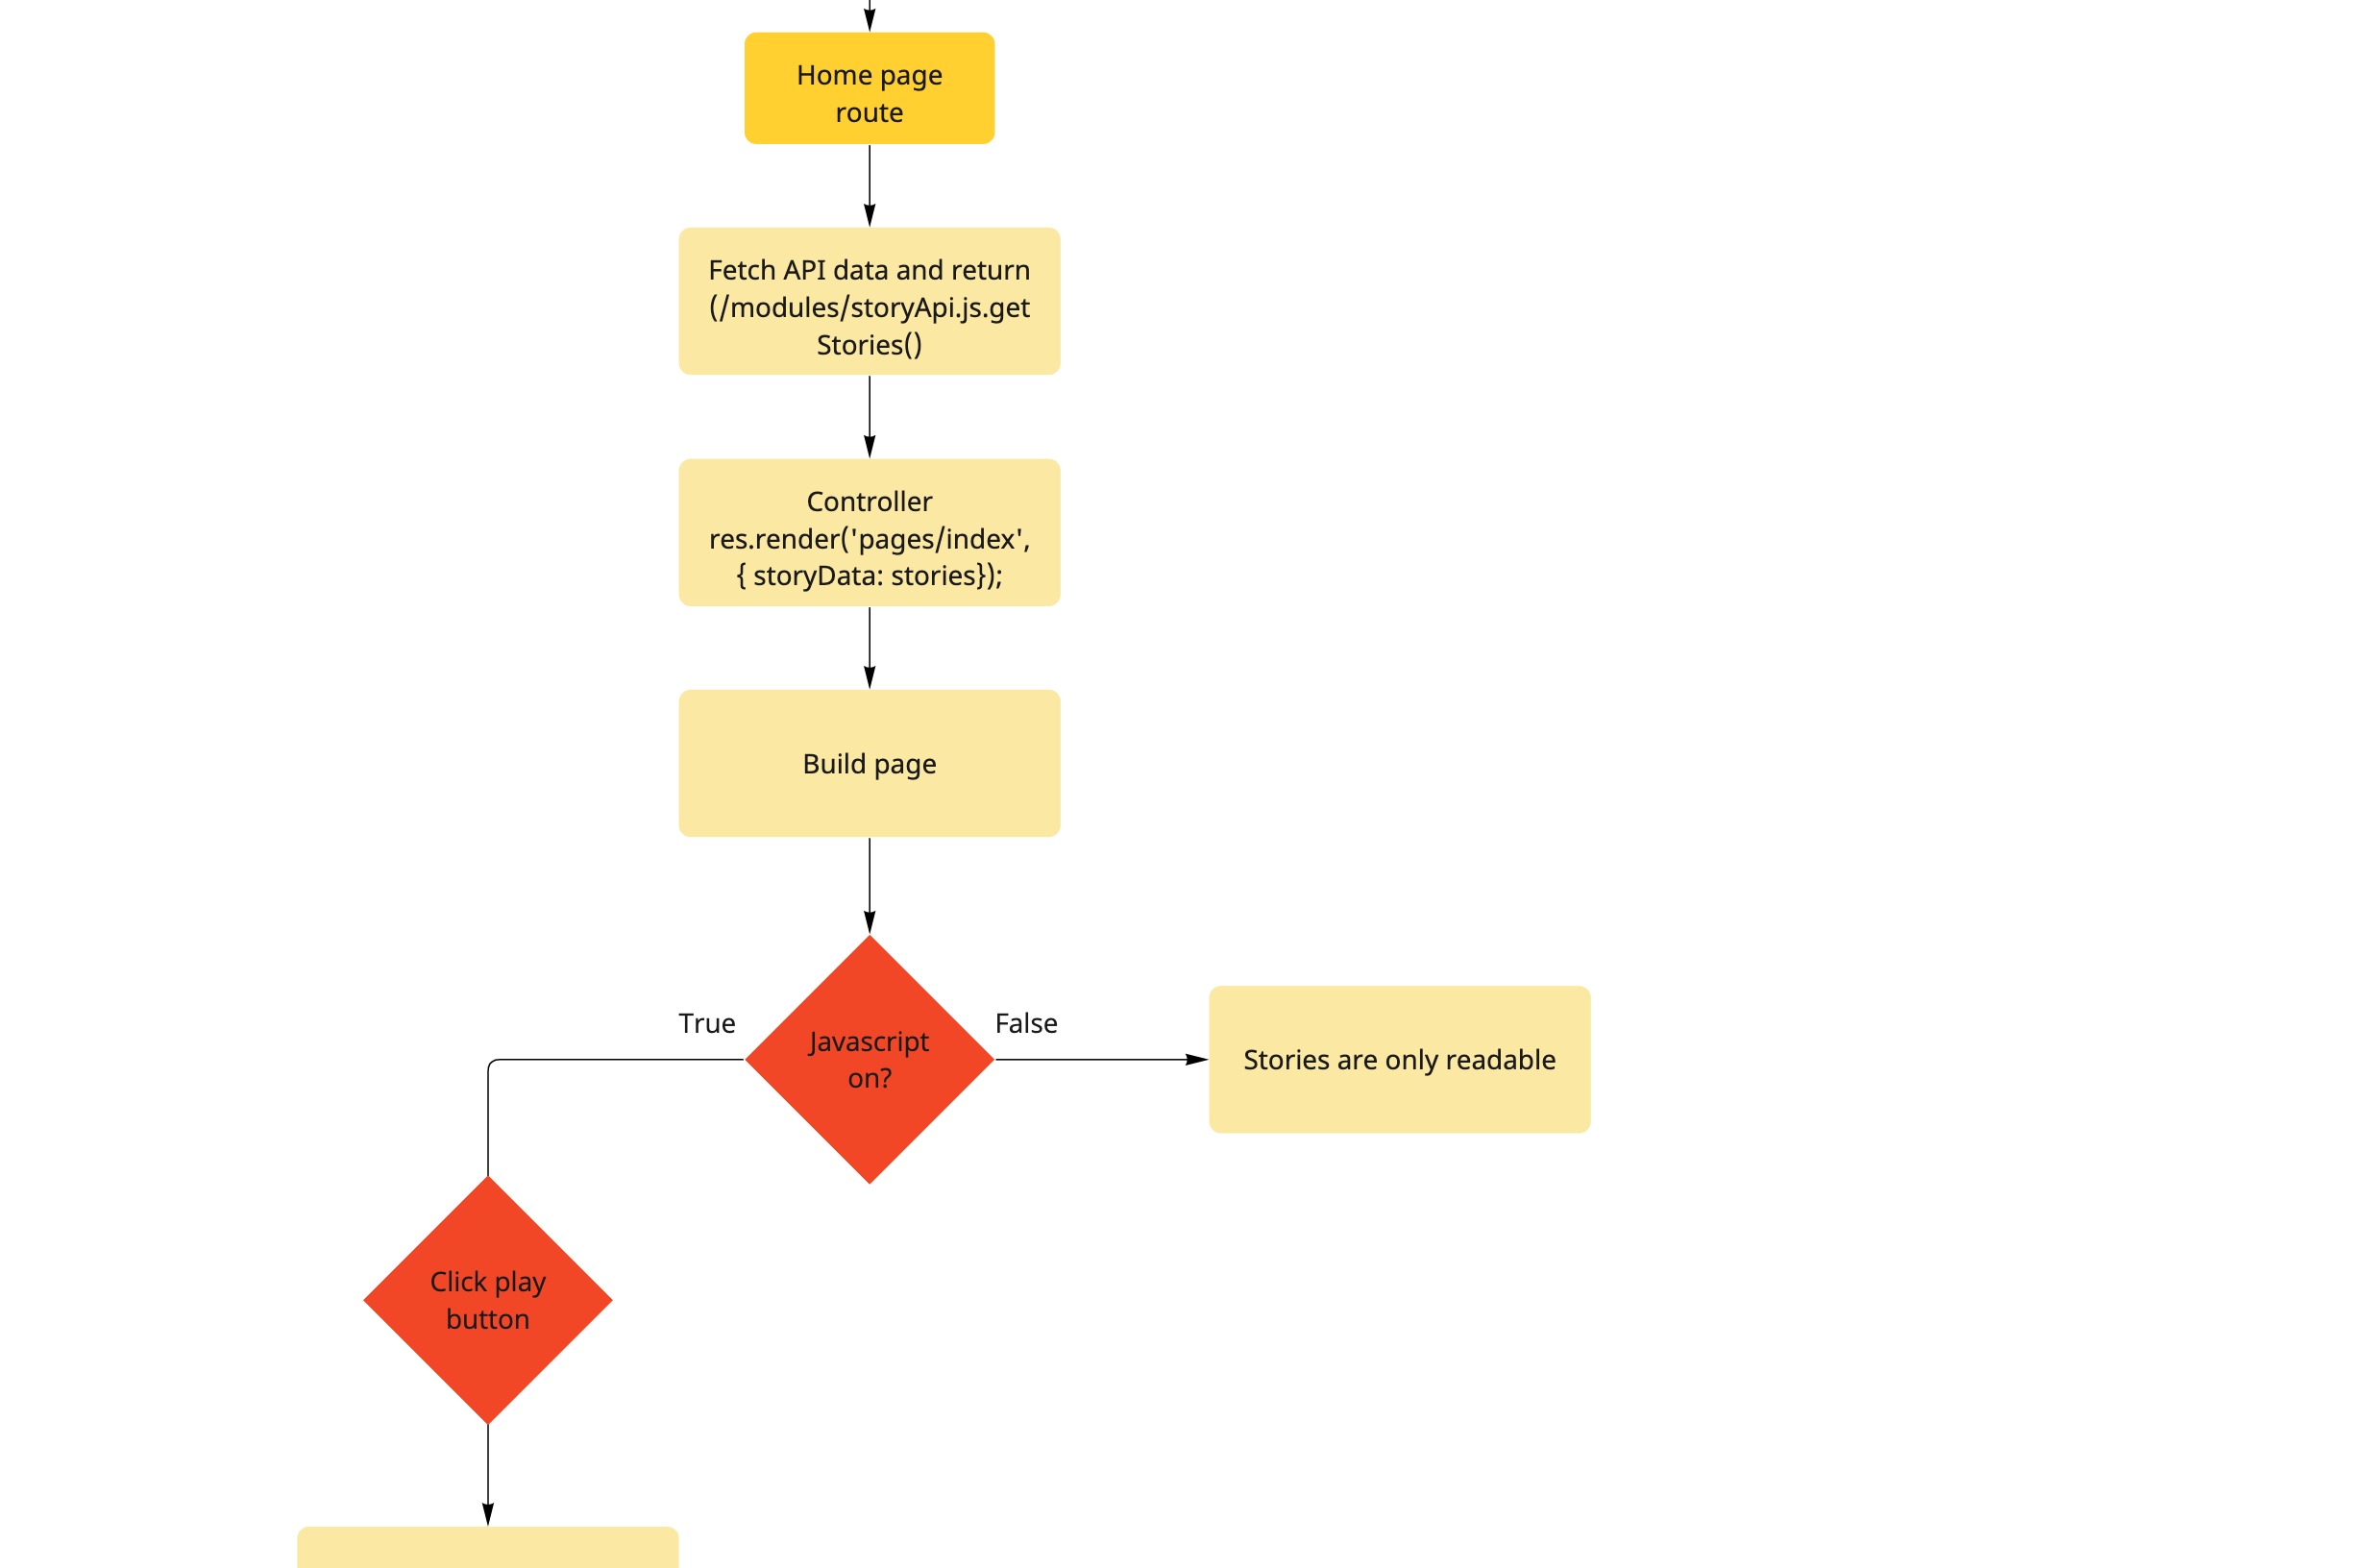 Home page
route
Fetch API data and return
(/modules/storyApi.js.get
Stories()
Controller
res.render('pages/index',
{ storyData: stories});
Build page
True
False
Javascript
on?
Stories are only readable
Click play
button